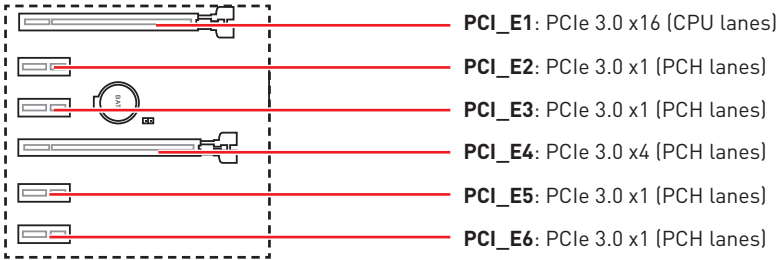 PCI_E1: PCIe 3.0 x16 (CPU lanes)
PCI_E2: PCIe 3.0 x1 (PCH lanes)
PCI_E3: PCIe 3.0 x1 (PCH lanes)
BAT
PCI_E4: PCIe 3.0 x4 (PCH lanes)
PCI_E5: PCIe 3.0 x1 (PCH lanes)
PCI_E6: PCIe 3.0 x1 (PCH lanes)